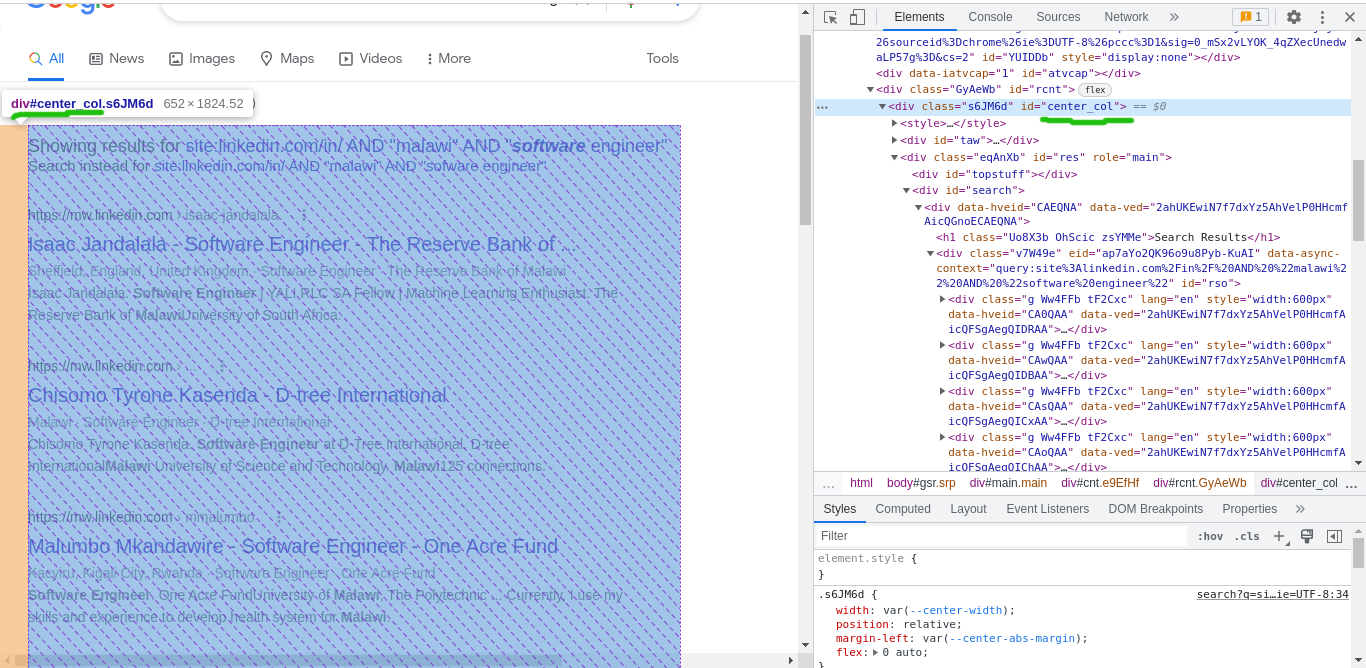 Google
All
News
Images
Maps
Videos
More
Tools
div#center_col.s6JM6d 652 × 1824.52 )
Showing results for site:linkedin.com/in/ AND "malawi" AND "software engineer"
Search instead for site:linkedin.com/in/ AND "malawi" AND "sofware engineer"
https://mw.linkedin.com › isaac-jandalala...
Isaac Jandalala - Software Engineer - The Reserve Bank of ...
Sheffield, England, United Kingdom · Software Engineer · The Reserve Bank of Malawi
Isaac Jandalala. Software Engineer | YALI RLC SA Fellow | Machine Learning Enthusiast. The
Reserve Bank of MalawiUniversity of South Africa.
https://mw.linkedin.com › ...
Chisomo Tyrone Kasenda - D-tree International
Malawi · Software Engineer · D-tree International
Chisomo Tyrone Kasenda. Software Engineer at D-Tree International. D-tree
InternationalMalawi University of Science and Technology. Malawi125 connections.
https://mw.linkedin.com › mmalumbo
Malumbo Mkandawire - Software Engineer - One Acre Fund
Kacyiru, Kigali City, Rwanda · Software Engineer · One Acre Fund
Software Engineer. One Acre FundUniversity of Malawi, The Polytechnic ... Currently, I use my
skills and experience to develop health system for Malawi.
Elements
Console
Sources
Network
»
1
26sourceid%3Dchrome%26ie%3DUTF-8%26pccc%3D1&sig=0_mSx2vLYOK_4qZXecUnedw
aLP57g%3D&cs=2" id="YUIDDb" style="display:none"></div>
<div data-iatvcap="1" id="atvcap"></div>
<div class="GyAeWb" id="rcnt"> flex
... <div class="s6JM6d" id="center_col"> == $0
<style>…</style>
<div id="taw">…</div>
<div class="eqAnXb" id="res" role="main">
<div id="topstuff"></div>
<div id="search">
<div data-hveid="CAEQNA" data-ved="2ahUKEwiN7f7dxYz5AhVelP0HHcmf
AicQGnoECAEQNA">
<h1 class="Uo8X3b OhScic zsYMMe">Search Results</h1>
<div class="v7W49e" eid="ap7aYo2QK96o9u8Pyb-KuAI" data-async-
context="query:site%3Alinkedin.com%2Fin%2F%20AND%20%22malawi%2
2%20AND%20%22software%20engineer%22" id="rso">
<div class="g Ww4FFb tF2Cxc" lang="en" style="width:600px"
data-hveid="CA0QAA" data-ved="2ahUKEwiN7f7dxYz5AhVelP0HHcmfA
icQFSgAegQIDRAA">…</div>
<div class="g Ww4FFb tF2Cxc" lang="en" style="width:600px"
data-hveid="CAwQAA" data-ved="2ahUKEwiN7f7dxYz5AhVelP0HHcmfA
icQFSgAegQIDBAA">…</div>
<div class="g Ww4FFb tF2Cxc" lang="en" style="width:600px"
data-hveid="CAsQAA" data-ved="2ahUKEwiN7f7dxYz5AhVelP0HHcmfA
icQFSgAegQICxAA">…</div>
<div class="g Ww4FFb tF2Cxc" lang="en" style="width:600px"
data-hveid="CAoQAA" data-ved="2ahUKEwiN7f7dxYz5AhVelP0HHcmfA
icQFSgAegQIChAA">…</div>
... html body#gsr.srp div#main.main div#cnt.e9EfHf div#rcnt.GyAeWb div#center_col ...
Styles
Computed
Layout
Event Listeners
DOM Breakpoints
Properties
»
Filter
:hov .cls
element.style {
}
.s6JM6d {
search?q=si…ie=UTF-8:34
width: var(--center-width);
position: relative;
margin-left: var(--center-abs-margin);
flex: 0 auto;
}